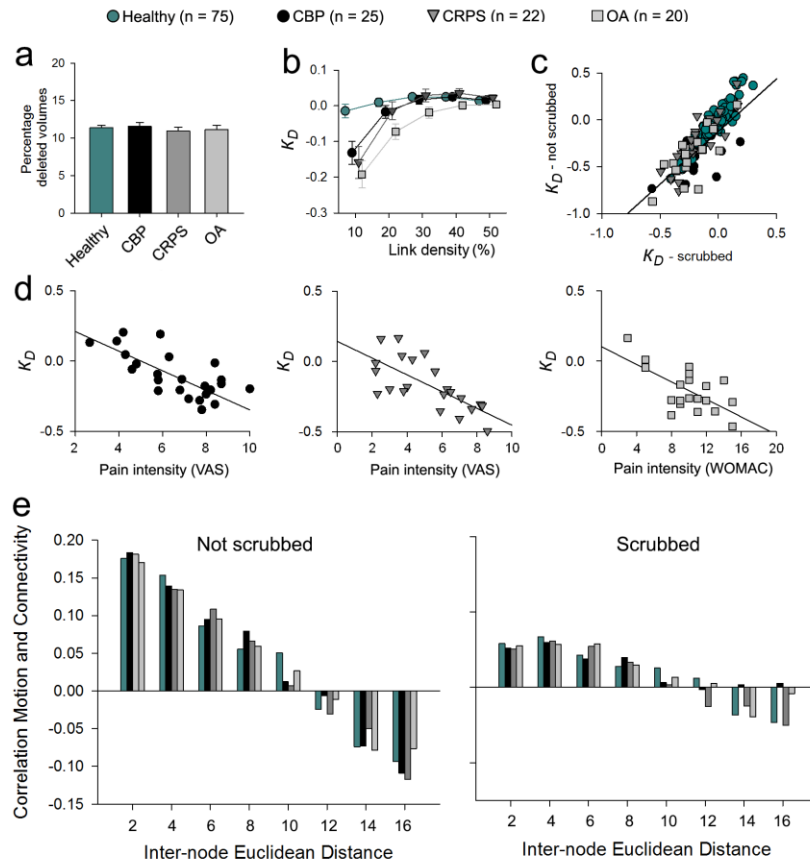 Healthy (n = 75) CBP (n = 25) CRPS (n = 22) OA (n = 20)
a
Percentage
deleted volumes
20
15
10
5
0
Healthy
CBP
CRPS
OA
b
K_D
0.1
0.0
-0.1
-0.2
-0.3
10 20 30 40 50
Link density (%)
c
K_D - not scrubbed
0.5
0.0
-0.5
-1.0
-1.0 -0.5 0.0 0.5
K_D - scrubbed
d
K_D
0.5
0.0
-0.5
2 4 6 8 10
Pain intensity (VAS)
K_D
0.5
0.0
-0.5
0 2 4 6 8 10
Pain intensity (VAS)
K_D
0.5
0.0
-0.5
0 4 8 12 16 20
Pain intensity (WOMAC)
e
Correlation Motion and Connectivity
Not scrubbed
0.20
0.15
0.10
0.05
0.00
-0.05
-0.10
-0.15
2 4 6 8 10 12 14 16
Inter-node Euclidean Distance
Scrubbed
2 4 6 8 10 12 14 16
Inter-node Euclidean Distance